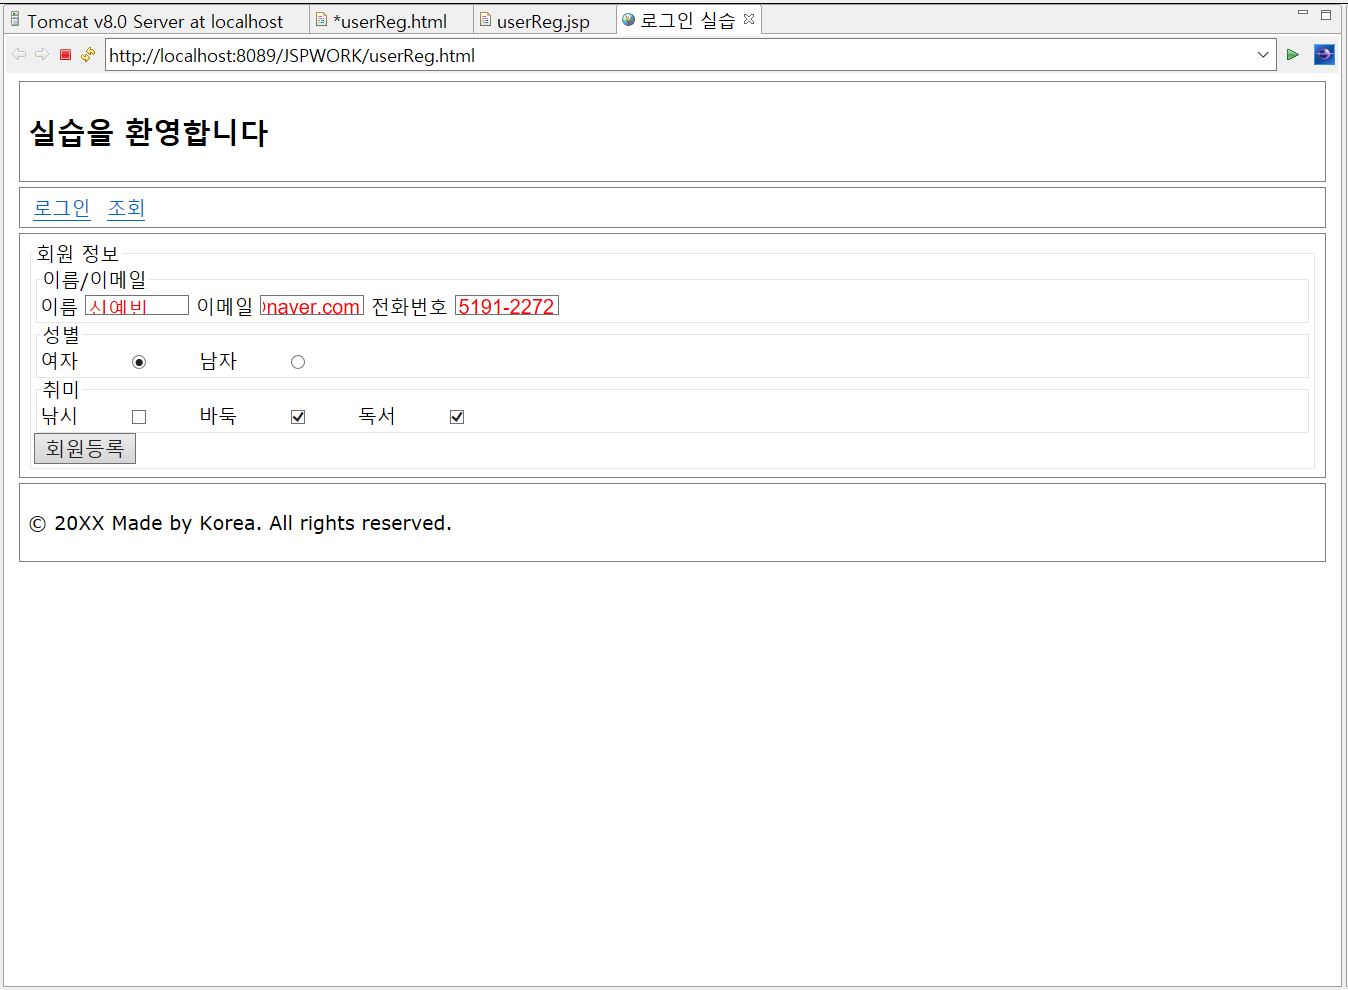 Tomcat v8.0 Server at localhost *userReg.html userReg.jsp 로그인 실습
http://localhost:8089/JSPWORK/userReg.html
실습을 환영합니다
로그인 조회
회원 정보
이름/이메일
이름 신예빈 이메일 naver.com 전화번호 5191-2272
성별
여자 남자
취미
낚시 바둑 독서
회원등록
© 20XX Made by Korea. All rights reserved.